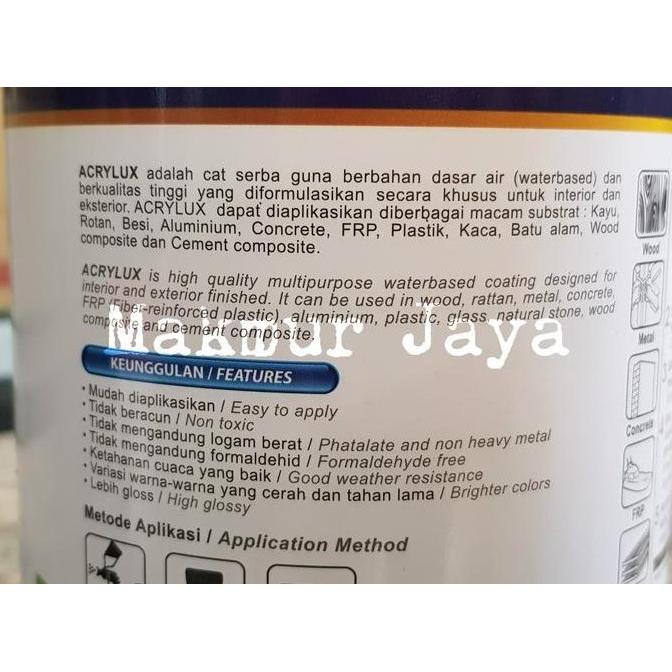 ACRYLUX adalah cat serba guna berbahan dasar air (waterbased) dan
berkualitas tinggi yang diformulasikan secara khusus untuk interior dan
eksterior. ACRYLUX dapat diaplikasikan diberbagai macam substrat : Kayu,
Rotan, Besi, Aluminium, Concrete, FRP, Plastik, Kaca, Batu alam, Wood
composite dan Cement composite.
ACRYLUX is high quality multipurpose waterbased coating designed for
interior and exterior finished. It can be used in wood, rattan, metal, concrete,
FRP (Fiber-reinforced plastic), aluminium, plastic, glass, natural stone, wood
composite and cement composite.
Makmur Jaya
KEUNGGULAN / FEATURES
• Mudah diaplikasikan / Easy to apply
• Tidak beracun / Non toxic
• Tidak mengandung logam berat / Phatalate and non heavy metal
• Tidak mengandung formaldehid / Formaldehyde free
• Ketahanan cuaca yang baik / Good weather resistance
• Variasi warna-warna yang cerah dan tahan lama / Brighter colors
• Lebih gloss / High glossy
Metode Aplikasi / Application Method
Wood
Metal
Concrete
FRP